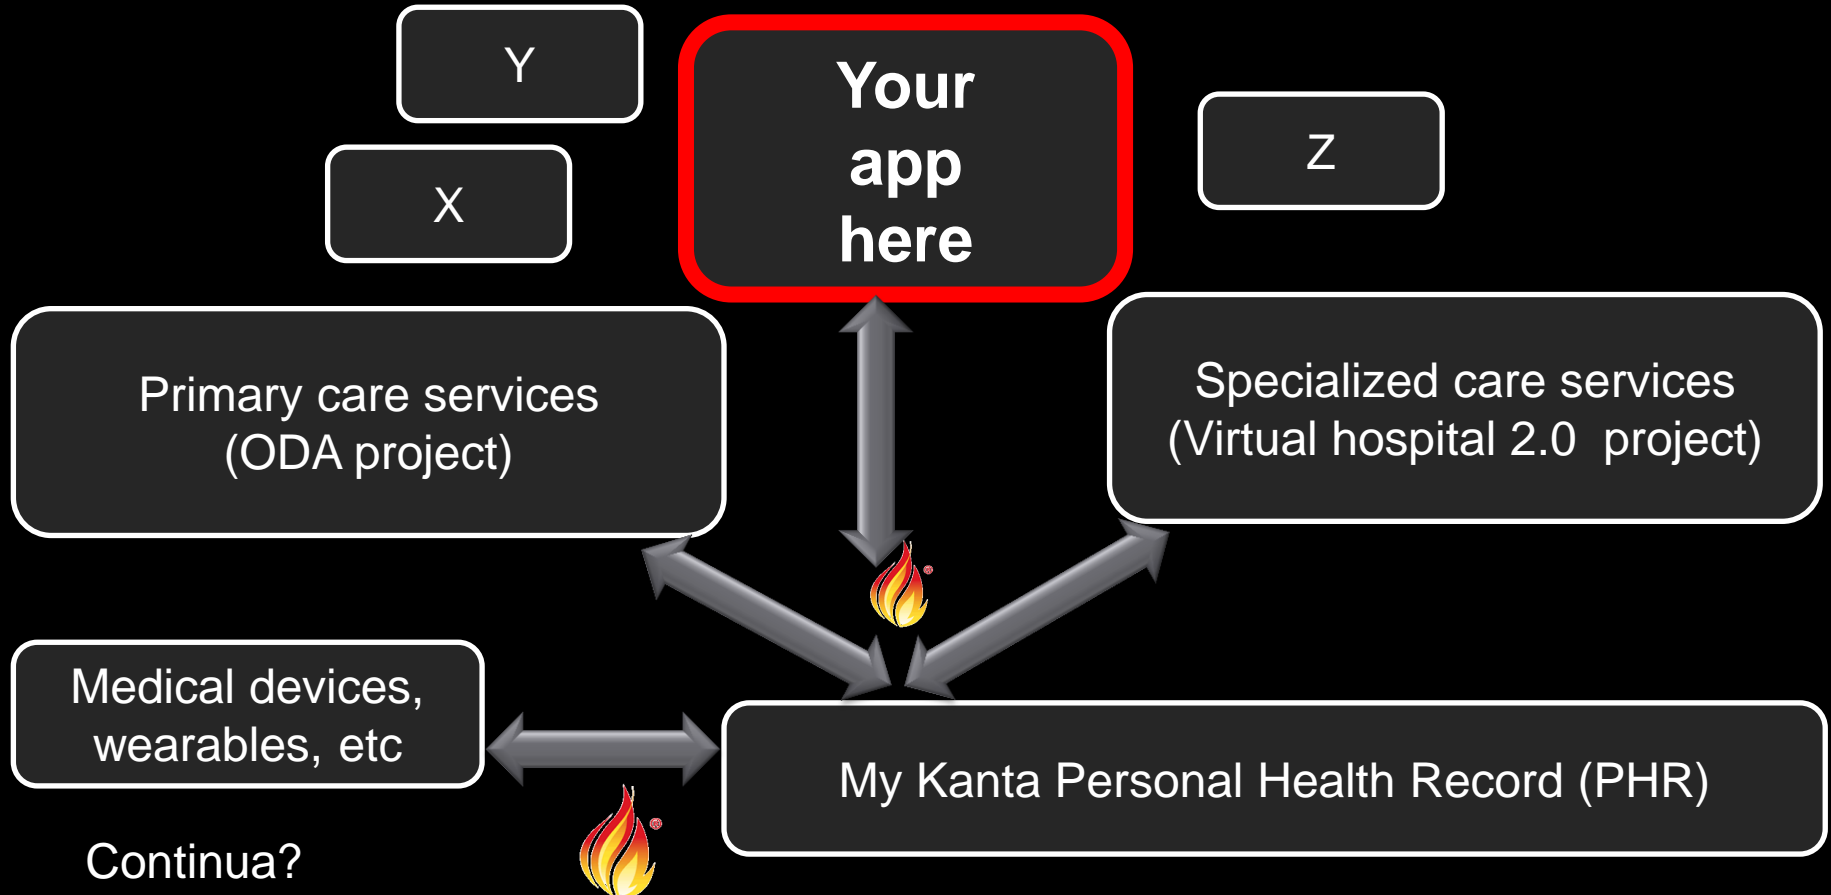 Y
X
Your
app
here
Z
Primary care services
(ODA project)
Specialized care services
(Virtual hospital 2.0  project)
Medical devices,
wearables, etc
My Kanta Personal Health Record (PHR)
Continua?